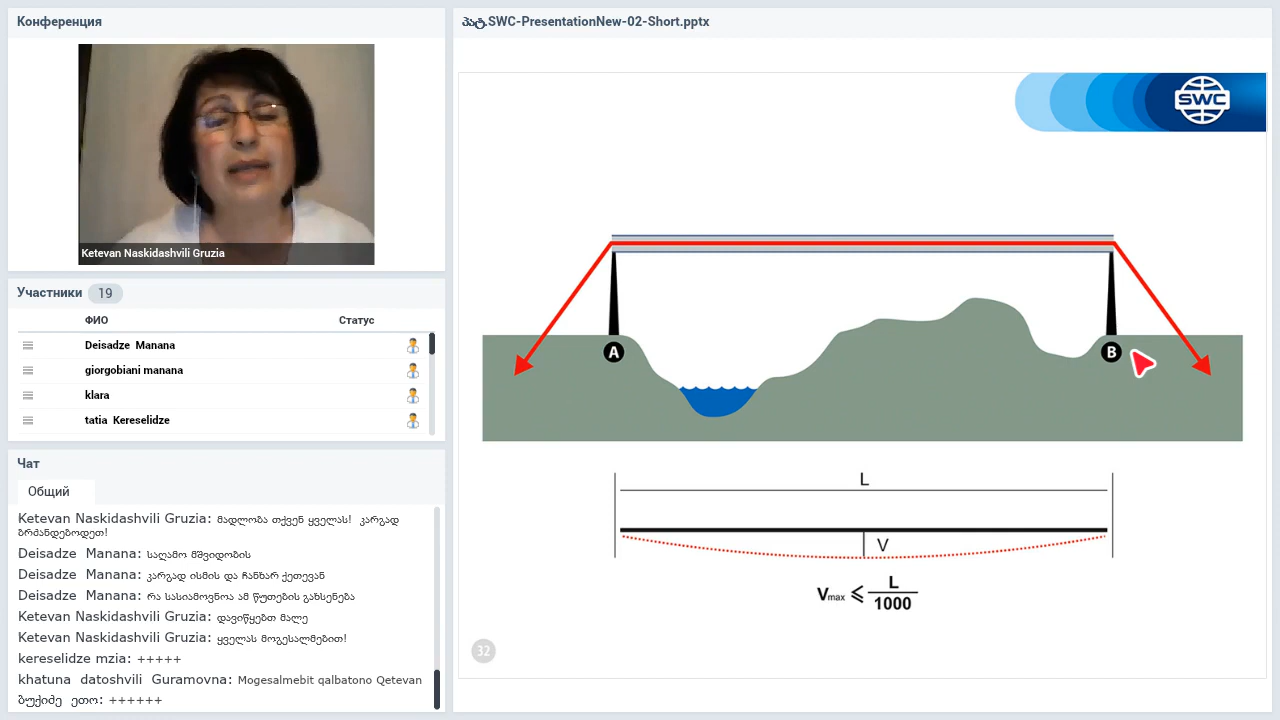 Конференция
Ketevan Naskidashvili Gruzia
Участники 19
ФИО Статус
Deisadze Manana
giorgobiani manana
klara
tatia Kereselidze
Чат
Общий
Ketevan Naskidashvili Gruzia: მადლობა თქვენ ყველას! კარგად
ბრძანდებოდეთ!
Deisadze Manana: საღამო მშვიდობის
Deisadze Manana: კარგად ისმის და ჩანხარ ქეთევან
Deisadze Manana: რა სასიამოვნოა ამ წუთების გახსენება
Ketevan Naskidashvili Gruzia: დავიწყებთ მალე
Ketevan Naskidashvili Gruzia: ყველას მოგესალმებით!
kereselidze mzia: +++++
khatuna datoshvili Guramovna: Mogesalmebit qalbatono Qetevan
ბუქიძე ეთო: ++++++
პატ.SWC-PresentationNew-02-Short.pptx
SWC
A B
L
V
Vmax ⩽ L/1000
32